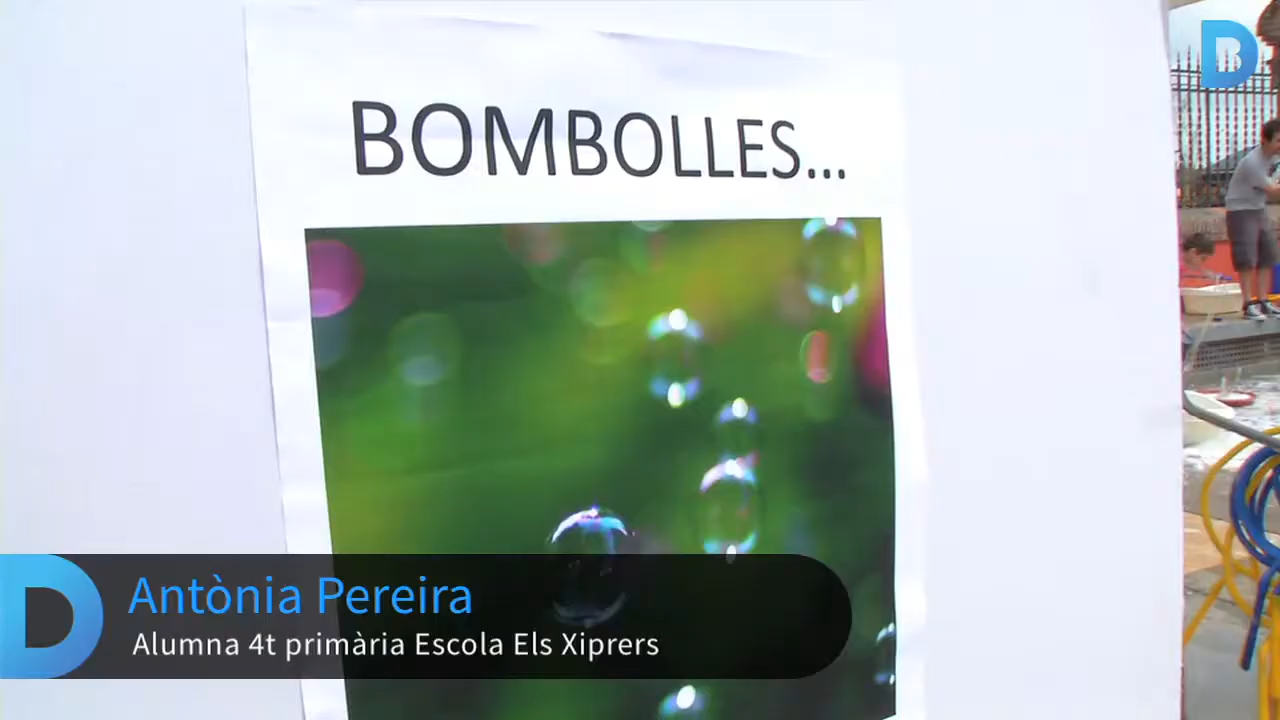 BOMBOLLES...
Antònia Pereira
Alumna 4t primària Escola Els Xiprers